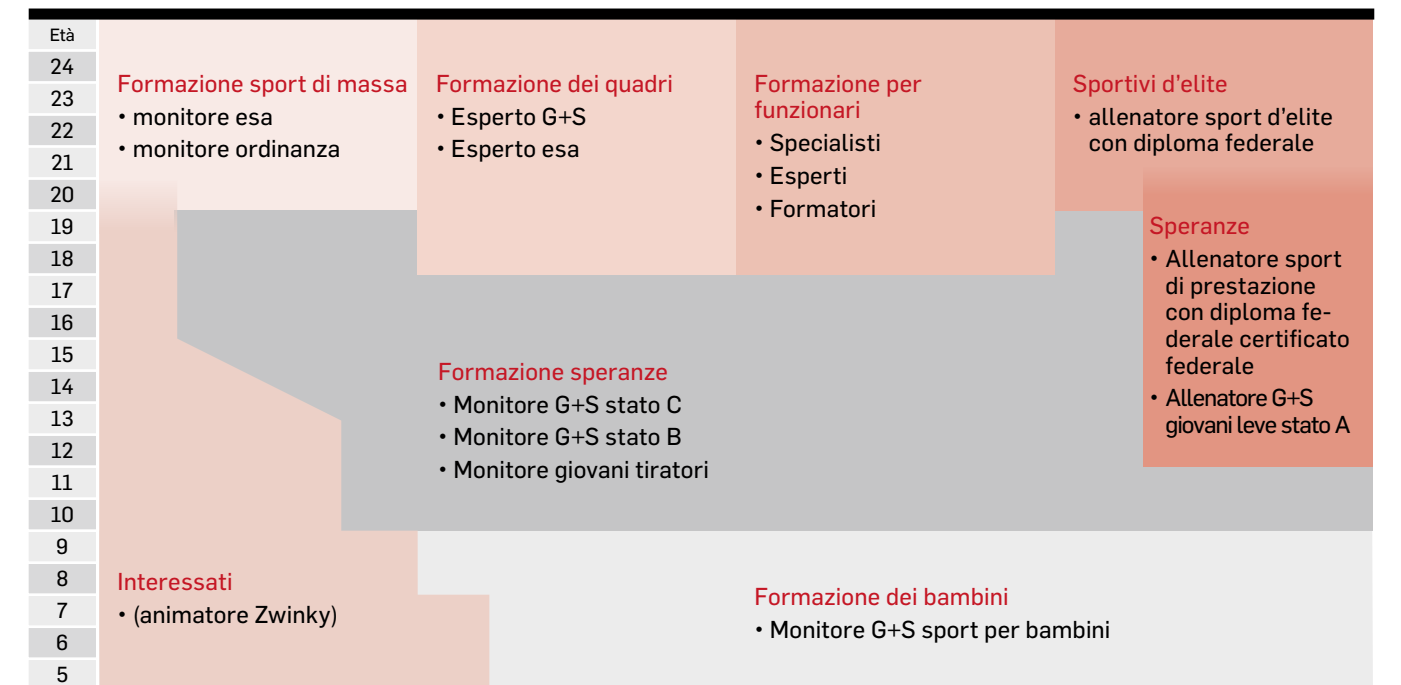 Età
24
23
22
21
20
19
18
17
16
15
14
13
12
11
10
9
8
7
6
5
Formazione sport di massa
• monitore esa
• monitore ordinanza
Formazione dei quadri
• Esperto G+S
• Esperto esa
Formazione per
funzionari
• Specialisti
• Esperti
• Formatori
Sportivi d'elite
• allenatore sport d'elite
con diploma federale
Speranze
• Allenatore sport
di prestazione
con diploma fe-
derale certificato
federale
• Allenatore G+S
giovani leve stato A
Formazione speranze
• Monitore G+S stato C
• Monitore G+S stato B
• Monitore giovani tiratori
Interessati
• (animatore Zwinky)
Formazione dei bambini
• Monitore G+S sport per bambini